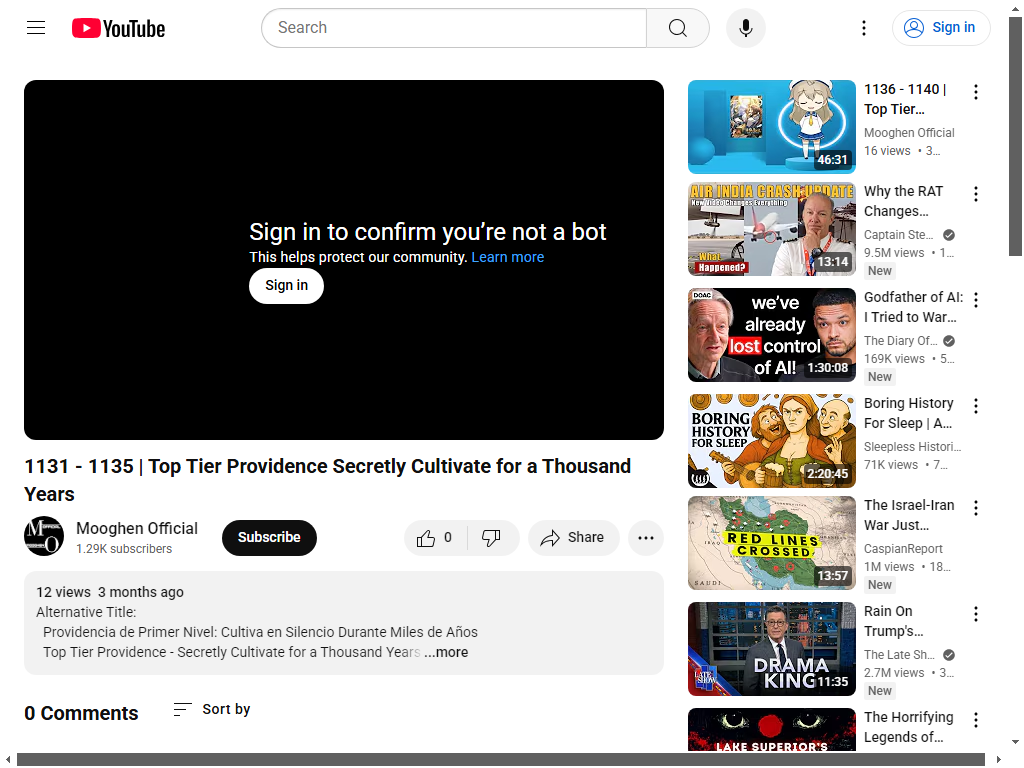 YouTube
Search
Sign in
Sign in to confirm you’re not a bot
This helps protect our community. Learn more
Sign in
1131 - 1135 | Top Tier Providence Secretly Cultivate for a Thousand
Years
Mooghen Official
1.29K subscribers
Subscribe
0
Share
12 views 3 months ago
Alternative Title:
Providencia de Primer Nivel: Cultiva en Silencio Durante Miles de Años
Top Tier Providence - Secretly Cultivate for a Thousand Years ...more
0 Comments
Sort by
46:31
1136 - 1140 |
Top Tier…
Mooghen Official
16 views • 3…
AIR INDIA CRASH UPDATE
New Video Changes Everything
What
Happened?
13:14
Why the RAT
Changes…
Captain Ste…
9.5M views • 1…
New
DOAC
we’ve
already
lost control
of AI!
1:30:08
Godfather of AI:
I Tried to War…
The Diary Of…
169K views • 5…
New
BORING
HISTORY
FOR SLEEP
2:20:45
Boring History
For Sleep | A…
Sleepless Histori…
71K views • 7…
RED LINES
CROSSED
SAUDI
13:57
The Israel-Iran
War Just…
CaspianReport
1M views • 18…
New
LATE SHOW
DRAMA
KING
11:35
Rain On
Trump's…
The Late Sh…
2.7M views • 3…
New
LAKE SUPERIOR'S
The Horrifying
Legends of…